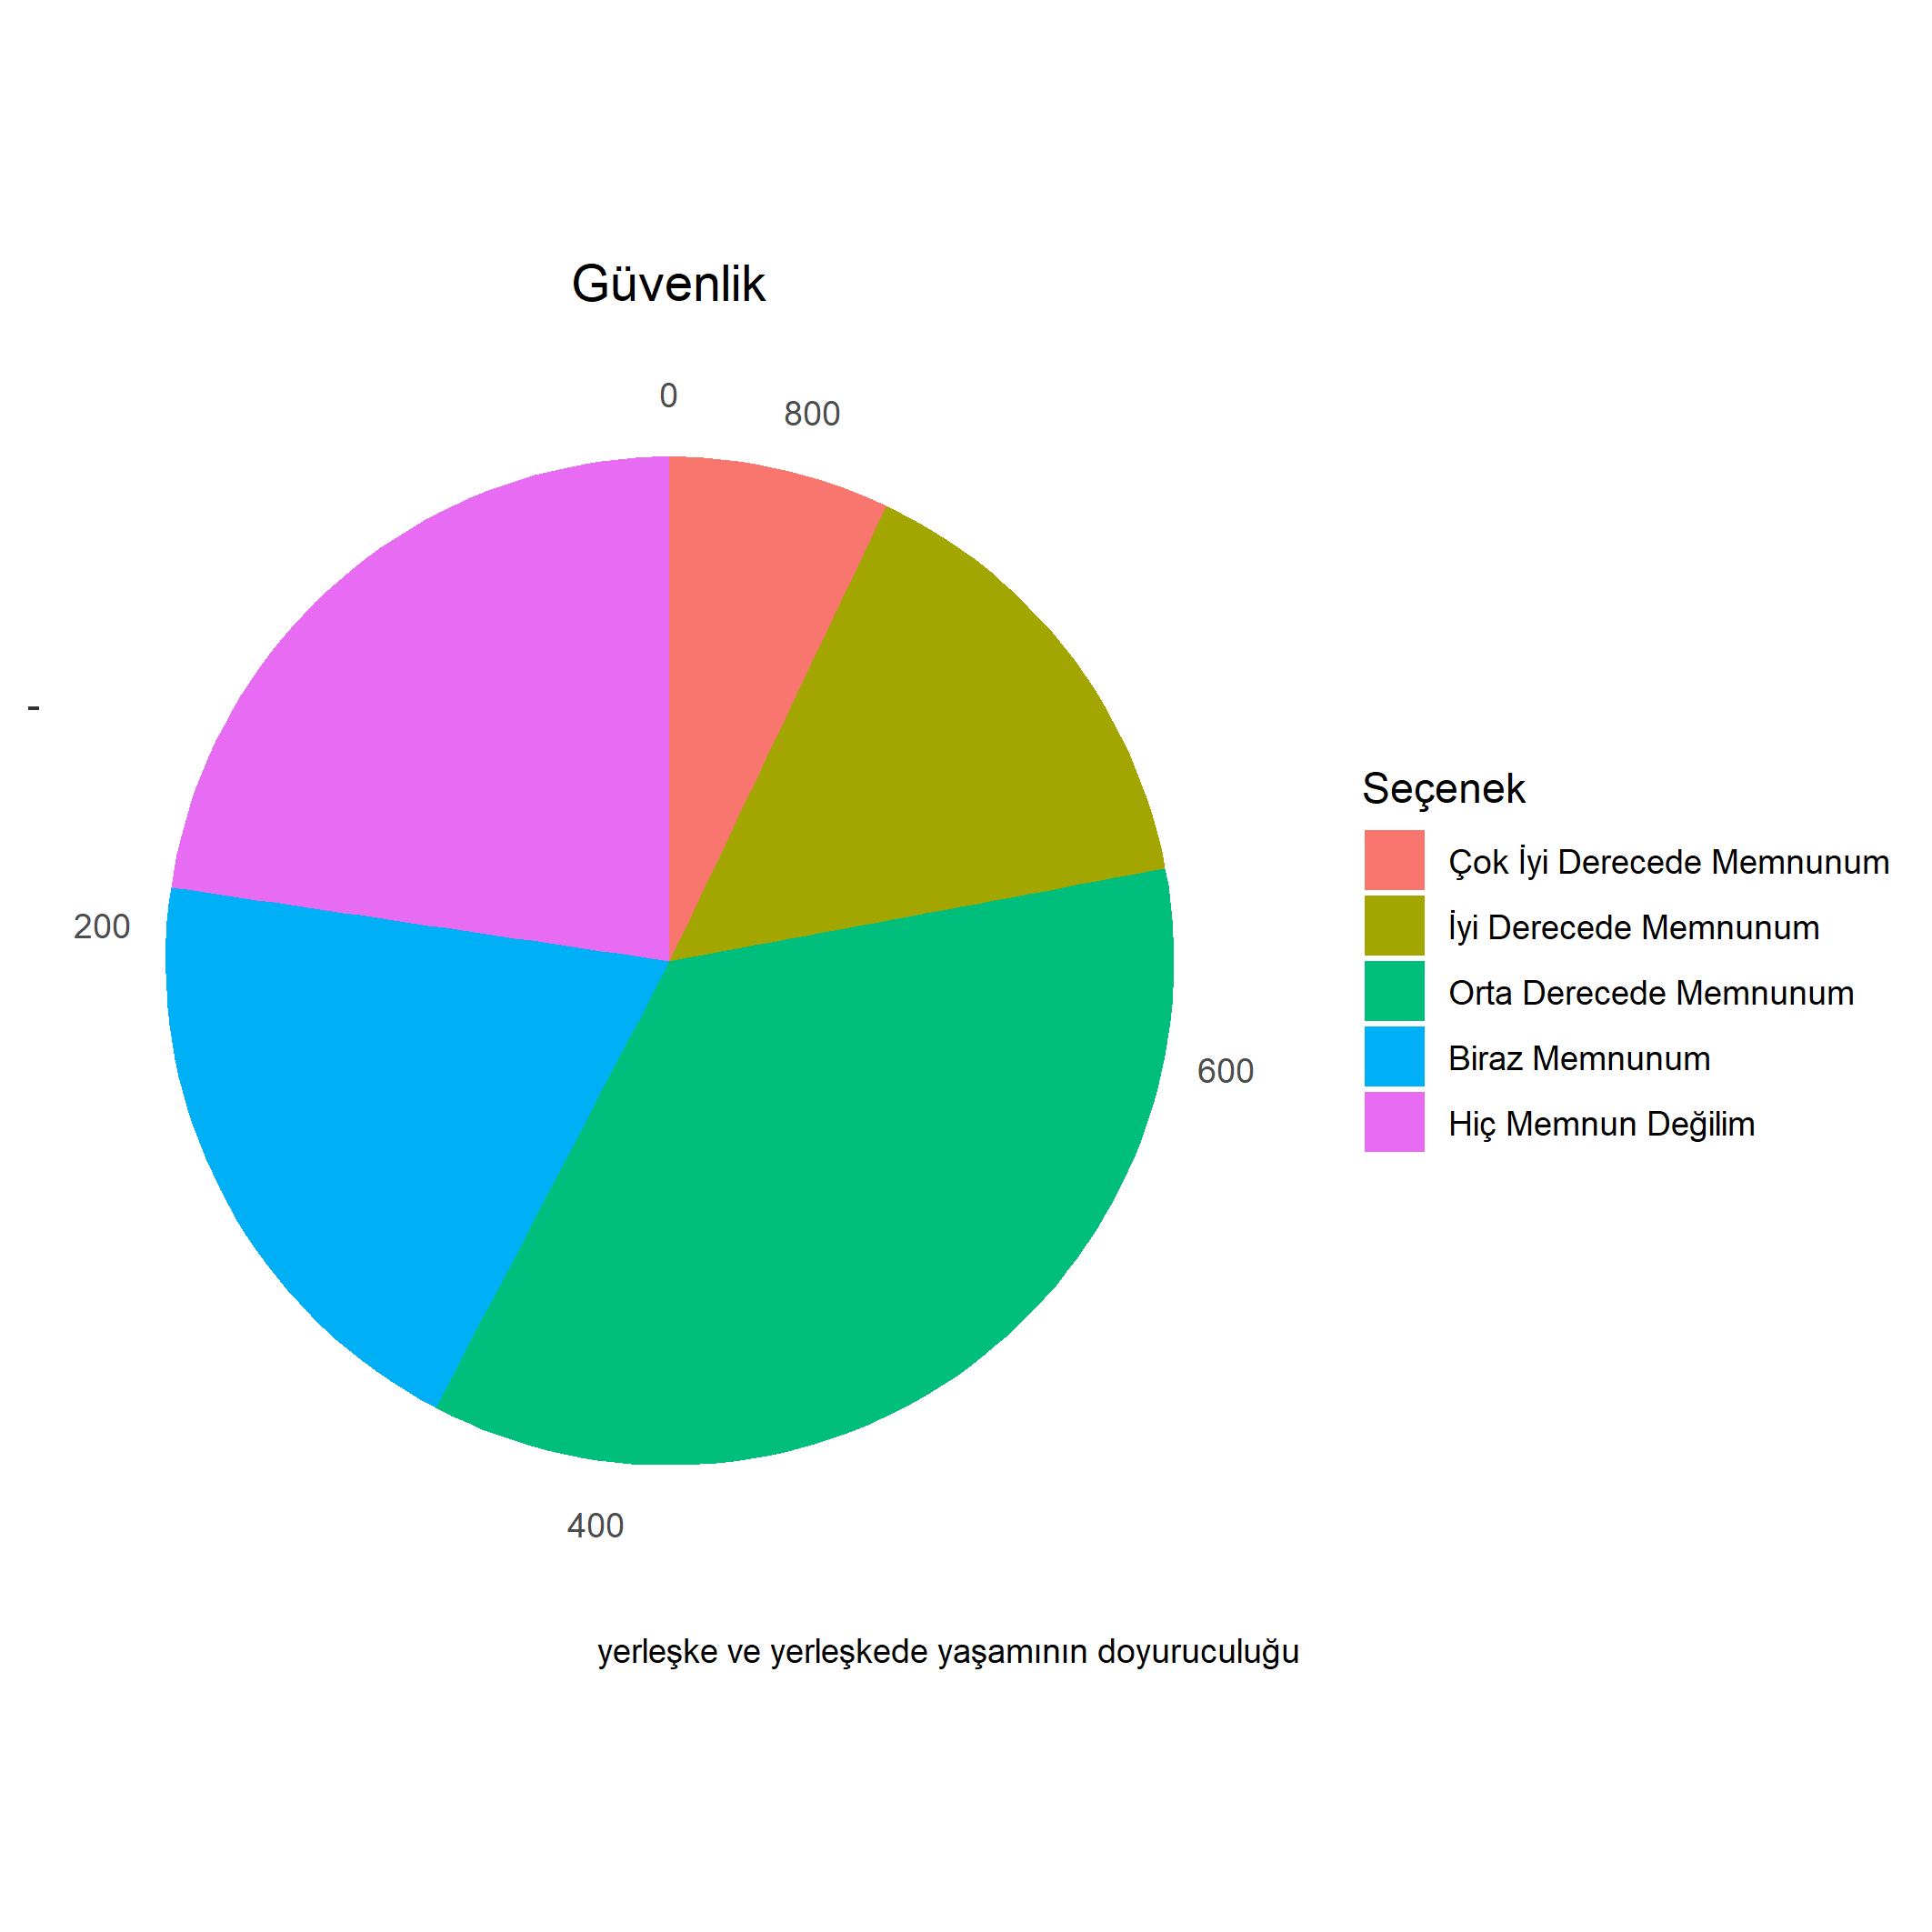 Güvenlik
0
800
-
200
600
400
Seçenek
Çok İyi Derecede Memnunum
İyi Derecede Memnunum
Orta Derecede Memnunum
Biraz Memnunum
Hiç Memnun Değilim
yerleşke ve yerleşkede yaşamının doyuruculuğu